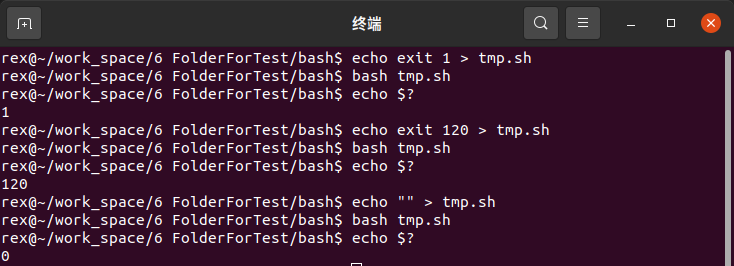 终端
rex@~/work_space/6 FolderForTest/bash$ echo exit 1 > tmp.sh
rex@~/work_space/6 FolderForTest/bash$ bash tmp.sh
rex@~/work_space/6 FolderForTest/bash$ echo $?
1
rex@~/work_space/6 FolderForTest/bash$ echo exit 120 > tmp.sh
rex@~/work_space/6 FolderForTest/bash$ bash tmp.sh
rex@~/work_space/6 FolderForTest/bash$ echo $?
120
rex@~/work_space/6 FolderForTest/bash$ echo "" > tmp.sh
rex@~/work_space/6 FolderForTest/bash$ bash tmp.sh
rex@~/work_space/6 FolderForTest/bash$ echo $?
0